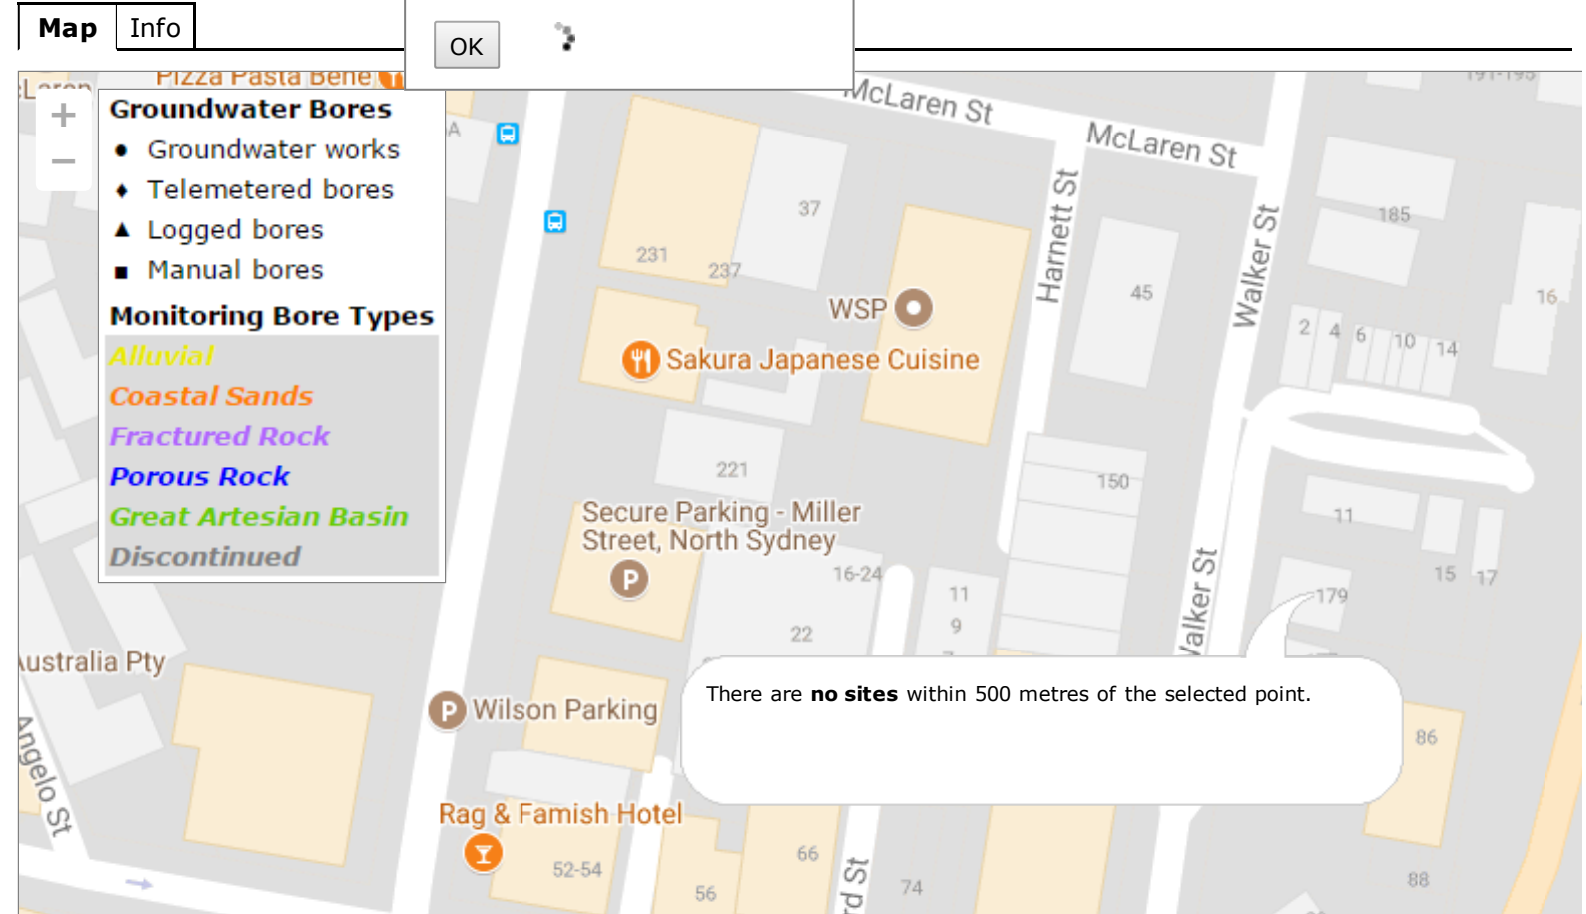 Map
Info
OK
Pizza Pasta Bene
McLaren St
McLaren St
191-195
+
−
Groundwater Bores
Groundwater works
Telemetered bores
Logged bores
Manual bores
Monitoring Bore Types
Alluvial
Coastal Sands
Fractured Rock
Porous Rock
Great Artesian Basin
Discontinued
A
37
231
237
Harnett St
Walker St
185
45
16
WSP
2
4
6
10
14
Sakura Japanese Cuisine
221
150
Secure Parking - Miller
Street, North Sydney
P
11
16-24
11
9
22
15
17
179
Walker St
Australia Pty
There are no sites within 500 metres of the selected point.
P
Wilson Parking
86
Angelo St
Rag & Famish Hotel
52-54
66
56
rd St
74
88